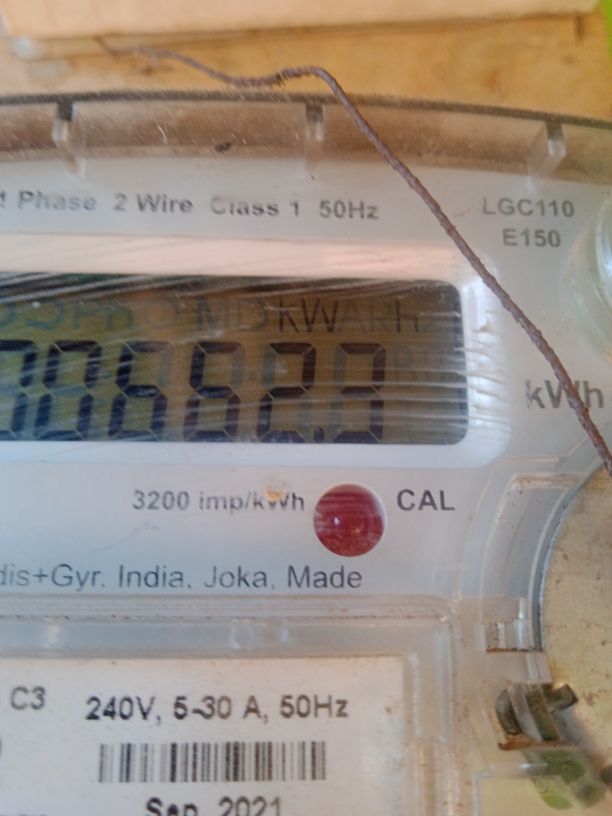 Phase 2 Wire Class 1 50Hz
LGC110
E150
kWh
kWh
3200 imp/kWh CAL
dis+Gyr. India, Joka, Made
C3 240V, 5-30 A, 50Hz
Sep 2021